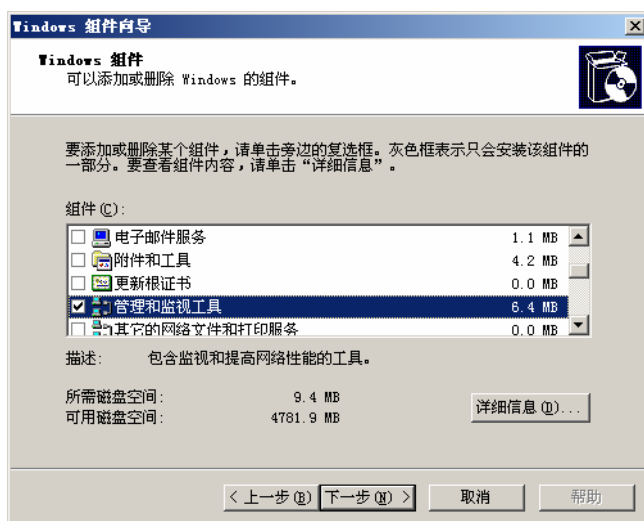 Windows 组件向导
Windows 组件
可以添加或删除 Windows 的组件。
要添加或删除某个组件，请单击旁边的复选框。灰色框表示只会安装该组件的
一部分。要查看组件内容，请单击“详细信息”。
组件(C):
电子邮件服务 1.1 MB
附件和工具 4.2 MB
更新根证书 0.0 MB
管理和监视工具 6.4 MB
其它的网络文件和打印服务 0.0 MB
描述: 包含监视和提高网络性能的工具。
所需磁盘空间: 9.4 MB
可用磁盘空间: 4781.9 MB
详细信息(D)...
< 上一步(B) 下一步(N) > 取消 帮助